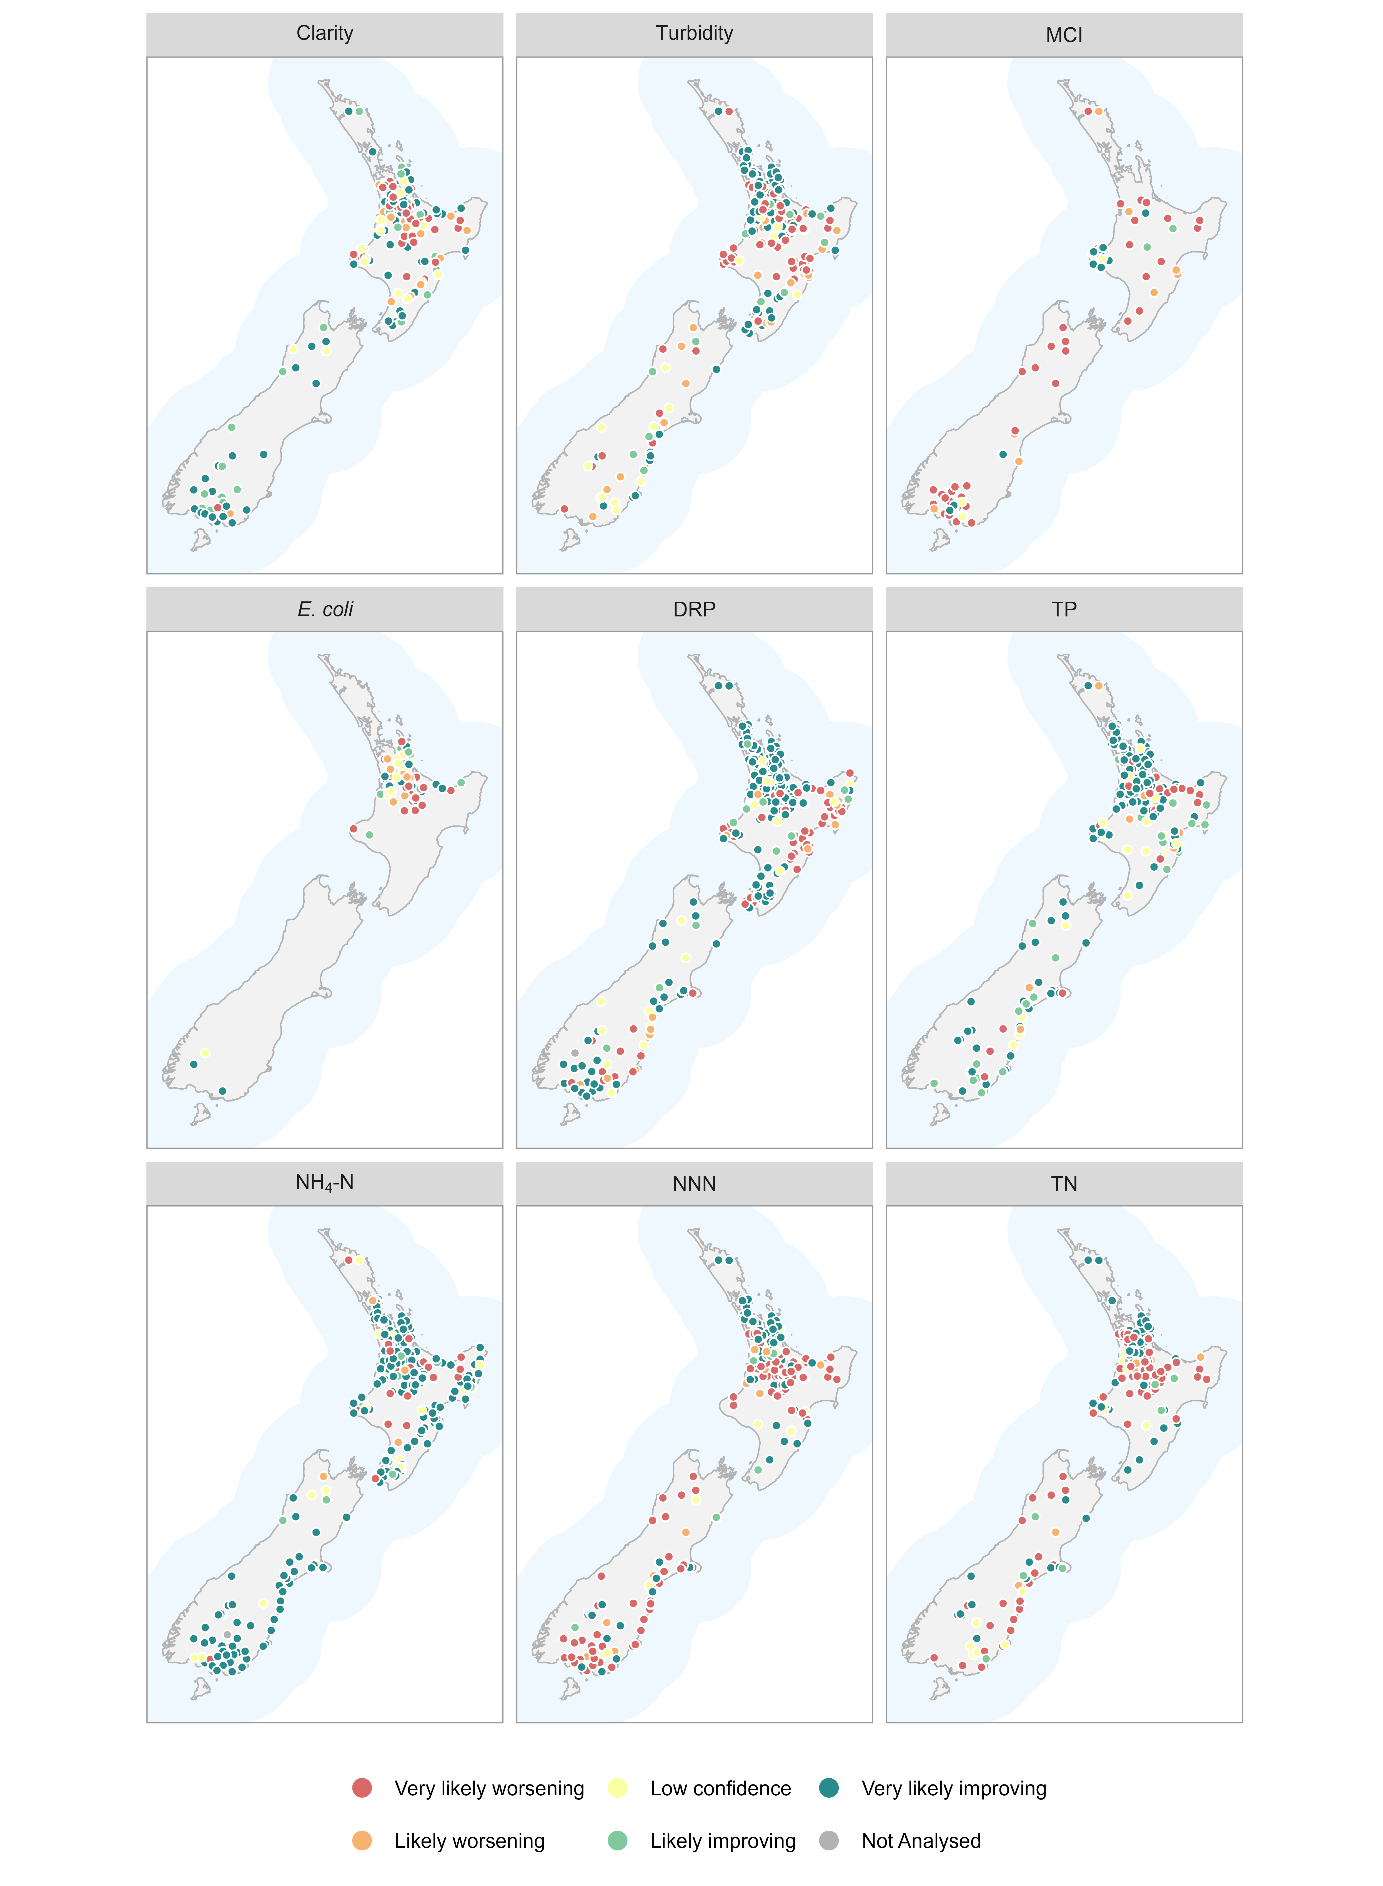 Clarity
Turbidity
MCI
E. coli
DRP
TP
NH₄-N
NNN
TN
Very likely worsening
Low confidence
Very likely improving
Likely worsening
Likely improving
Not Analysed